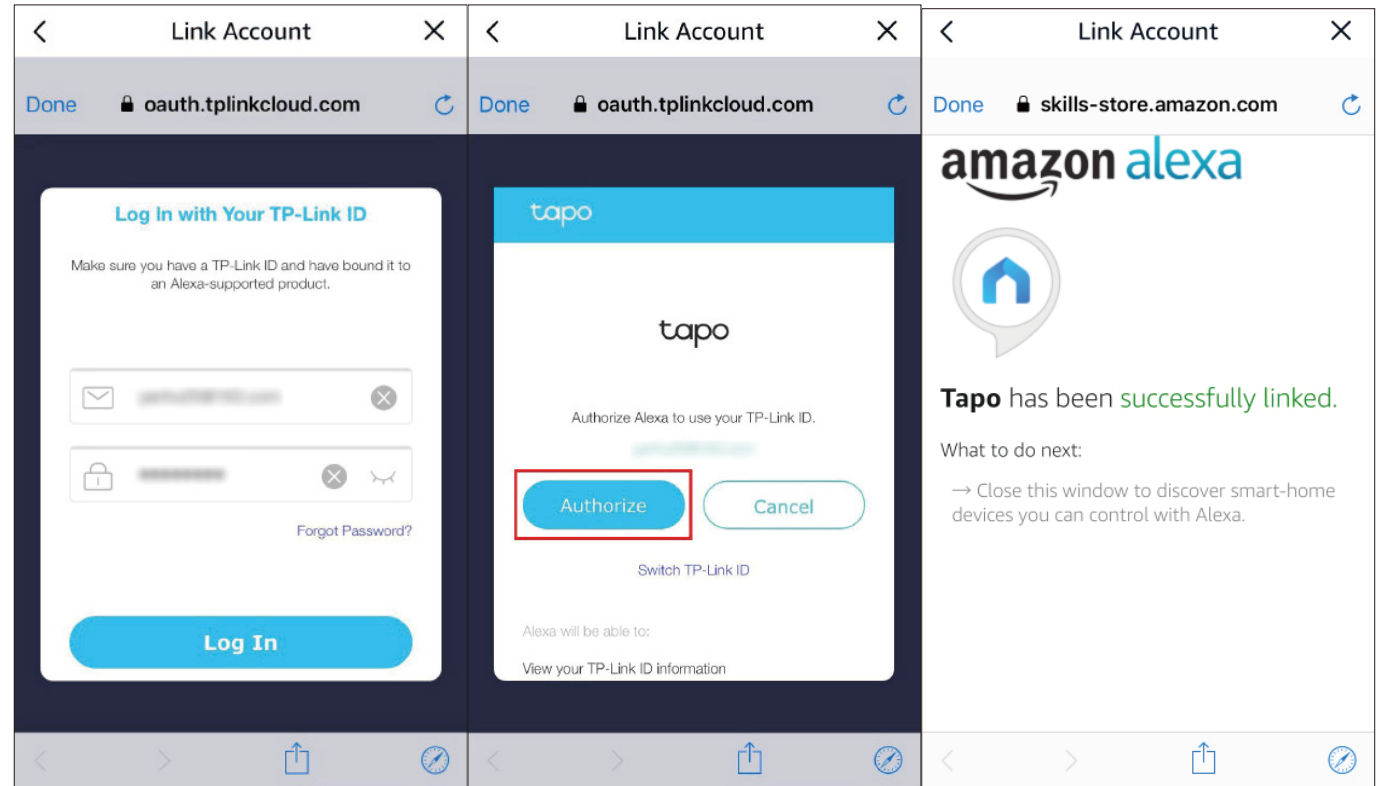 Link Account
Done oauth.tplinkcloud.com
Log In with Your TP-Link ID
Make sure you have a TP-Link ID and have bound it to
an Alexa-supported product.
Forgot Password?
Log In
Link Account
Done oauth.tplinkcloud.com
tapo
tapo
Authorize Alexa to use your TP-Link ID.
Authorize Cancel
Switch TP-Link ID
Alexa will be able to:
View your TP-Link ID information
Link Account
Done skills-store.amazon.com
amazon alexa
Tapo has been successfully linked.
What to do next:
→ Close this window to discover smart-home
devices you can control with Alexa.